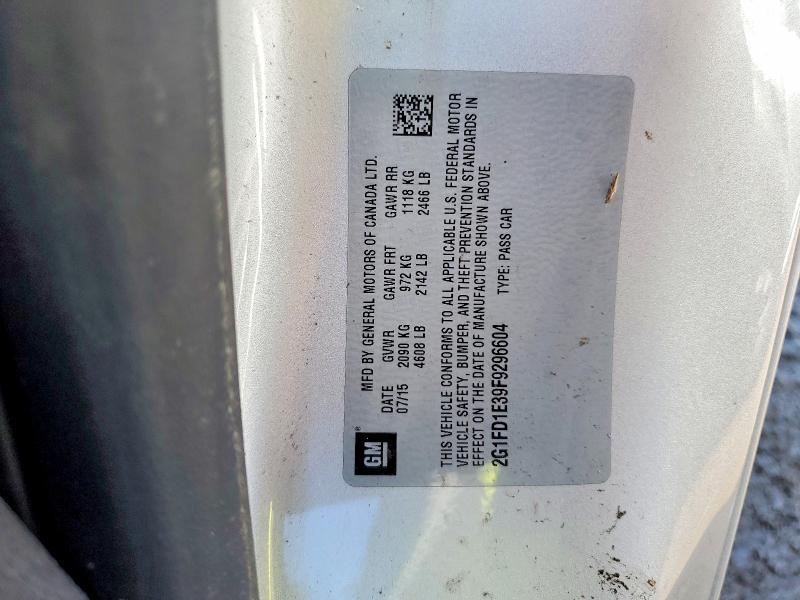 MFD BY GENERAL MOTORS OF CANADA LTD.
DATE GVWR GAWR FRT GAWR RR
07/15 2090 KG 972 KG 1118 KG
4608 LB 2142 LB 2466 LB
GM®
THIS VEHICLE CONFORMS TO ALL APPLICABLE U.S. FEDERAL MOTOR
VEHICLE SAFETY, BUMPER, AND THEFT PREVENTION STANDARDS IN
EFFECT ON THE DATE OF MANUFACTURE SHOWN ABOVE.
2G1FD1E39F9296604 TYPE: PASS CAR